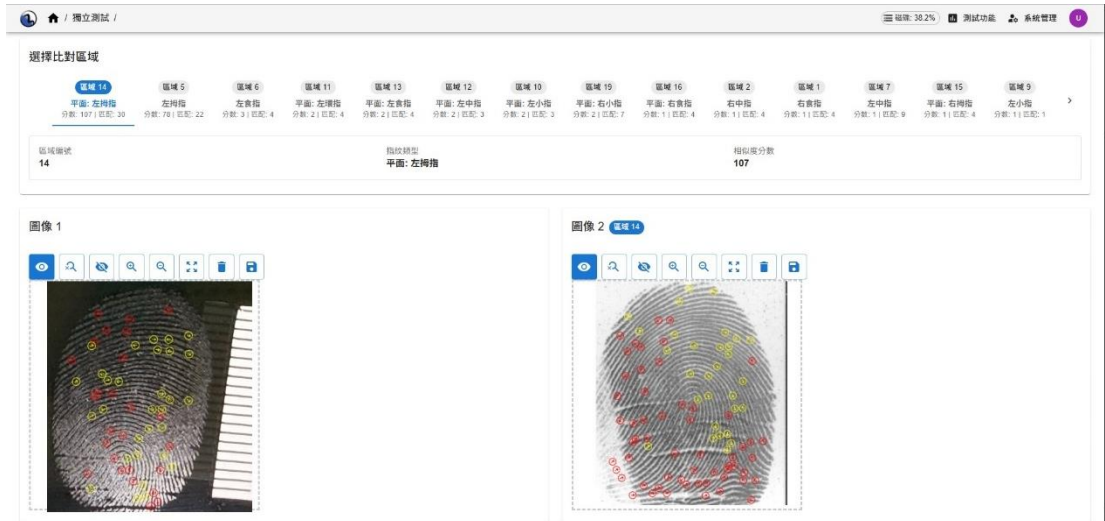 / 獨立測試 /
磁碟: 38.2%) 測試功能 系統管理 U
選擇比對區域
區域 14 區域 5 區域 6 區域 11 區域 13 區域 12 區域 10 區域 19 區域 16 區域 2 區域 1 區域 7 區域 15 區域 9
平面: 左拇指 左拇指 左食指 平面: 左環指 平面: 左食指 平面: 左中指 平面: 左小指 平面: 右小指 平面: 右食指 右中指 右食指 左中指 平面: 右拇指 左小指
分數: 107 | 匹配: 30 分數: 78 | 匹配: 22 分數: 3 | 匹配: 4 分數: 2 | 匹配: 4 分數: 2 | 匹配: 4 分數: 2 | 匹配: 3 分數: 2 | 匹配: 3 分數: 2 | 匹配: 7 分數: 1 | 匹配: 4 分數: 1 | 匹配: 4 分數: 1 | 匹配: 4 分數: 1 | 匹配: 9 分數: 1 | 匹配: 4 分數: 1 | 匹配: 1
區域編號 指紋類型 相似度分數
14 平面: 左拇指 107
圖像 1 圖像 2 區域 14